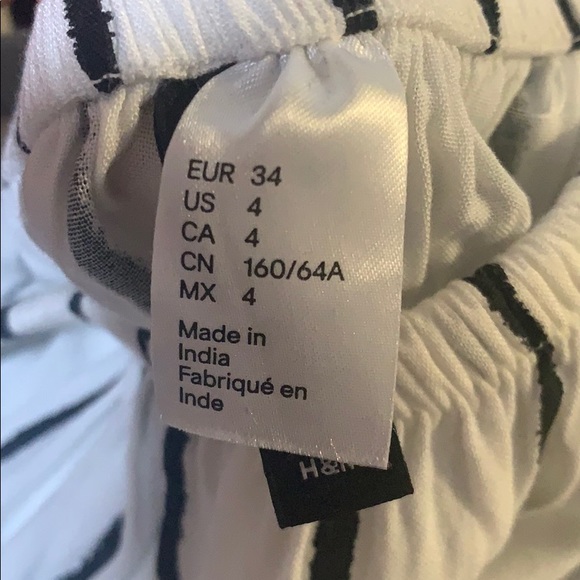 EUR 34
US 4
CA 4
CN 160/64A
MX 4
Made in
India
Fabriqué en
Inde